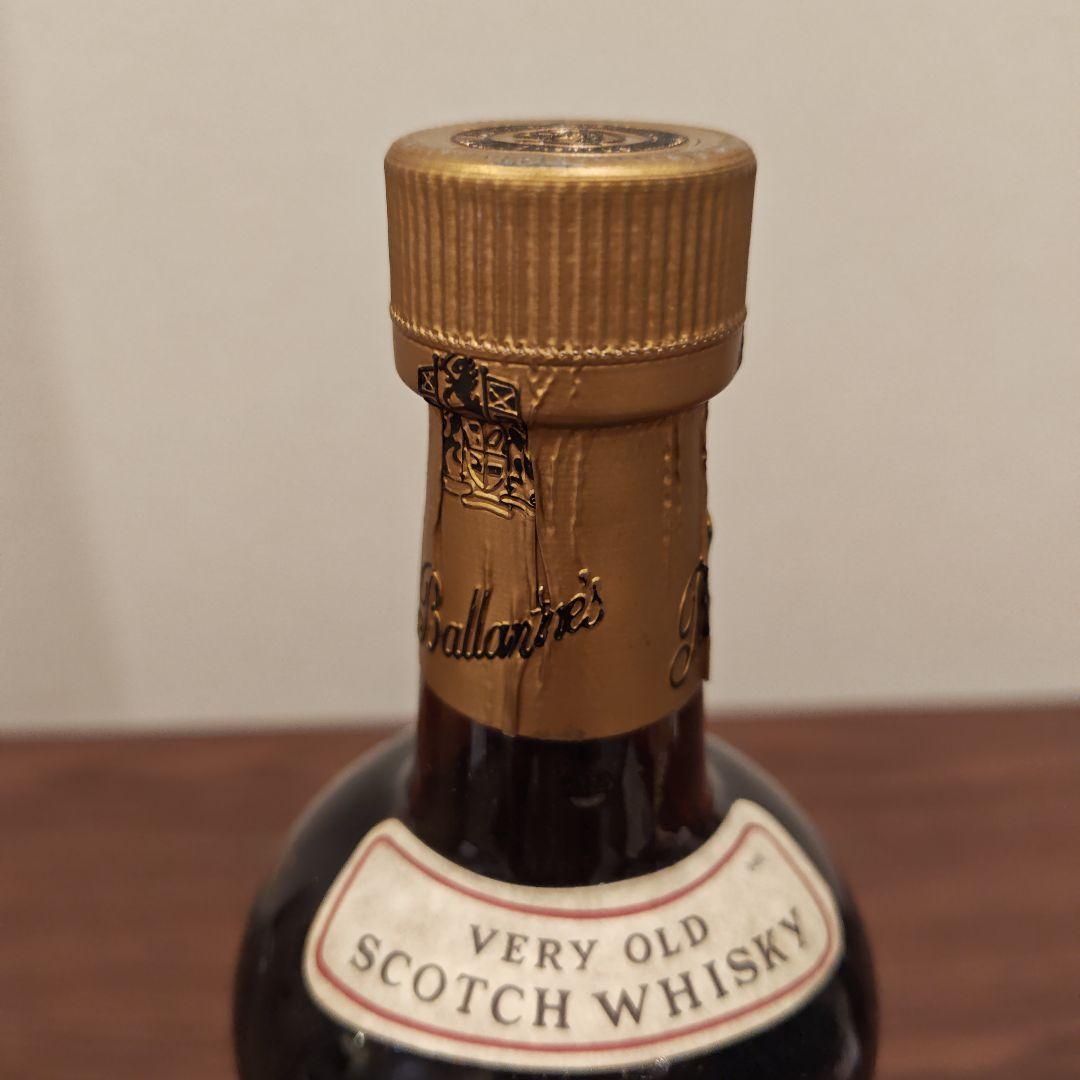 Ballantine's
VERY OLD
SCOTCH WHISKY